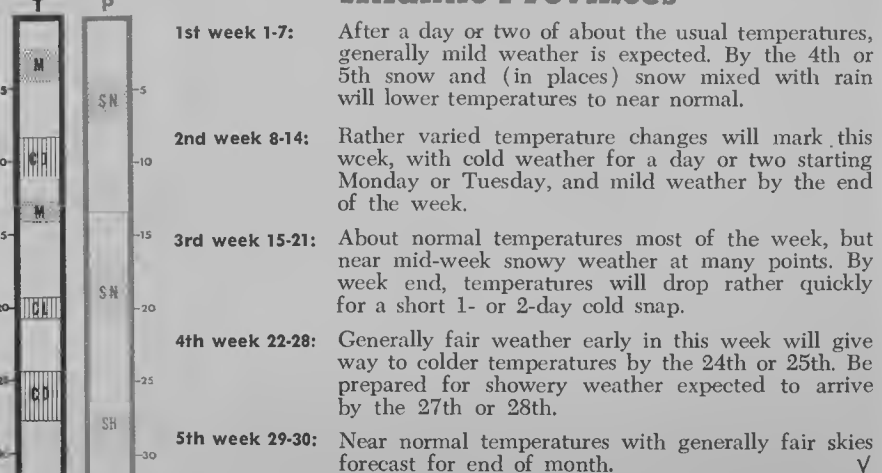 Provinces
T P
1st week 1-7: After a day or two of about the usual temperatures,
generally mild weather is expected. By the 4th or
5th snow and (in places) snow mixed with rain
will lower temperatures to near normal.
2nd week 8-14: Rather varied temperature changes will mark this
week, with cold weather for a day or two starting
Monday or Tuesday, and mild weather by the end
of the week.
3rd week 15-21: About normal temperatures most of the week, but
near mid-week snowy weather at many points. By
week end, temperatures will drop rather quickly
for a short 1- or 2-day cold snap.
4th week 22-28: Generally fair weather early in this week will give
way to colder temperatures by the 24th or 25th. Be
prepared for showery weather expected to arrive
by the 27th or 28th.
5th week 29-30: Near normal temperatures with generally fair skies
forecast for end of month. √
M
SN -5
CD -10
M
-15
SN
CL -20
-25
CD
SH
-30